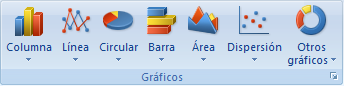 Columna Línea Circular Barra Área Dispersión Otros
gráficos
Gráficos